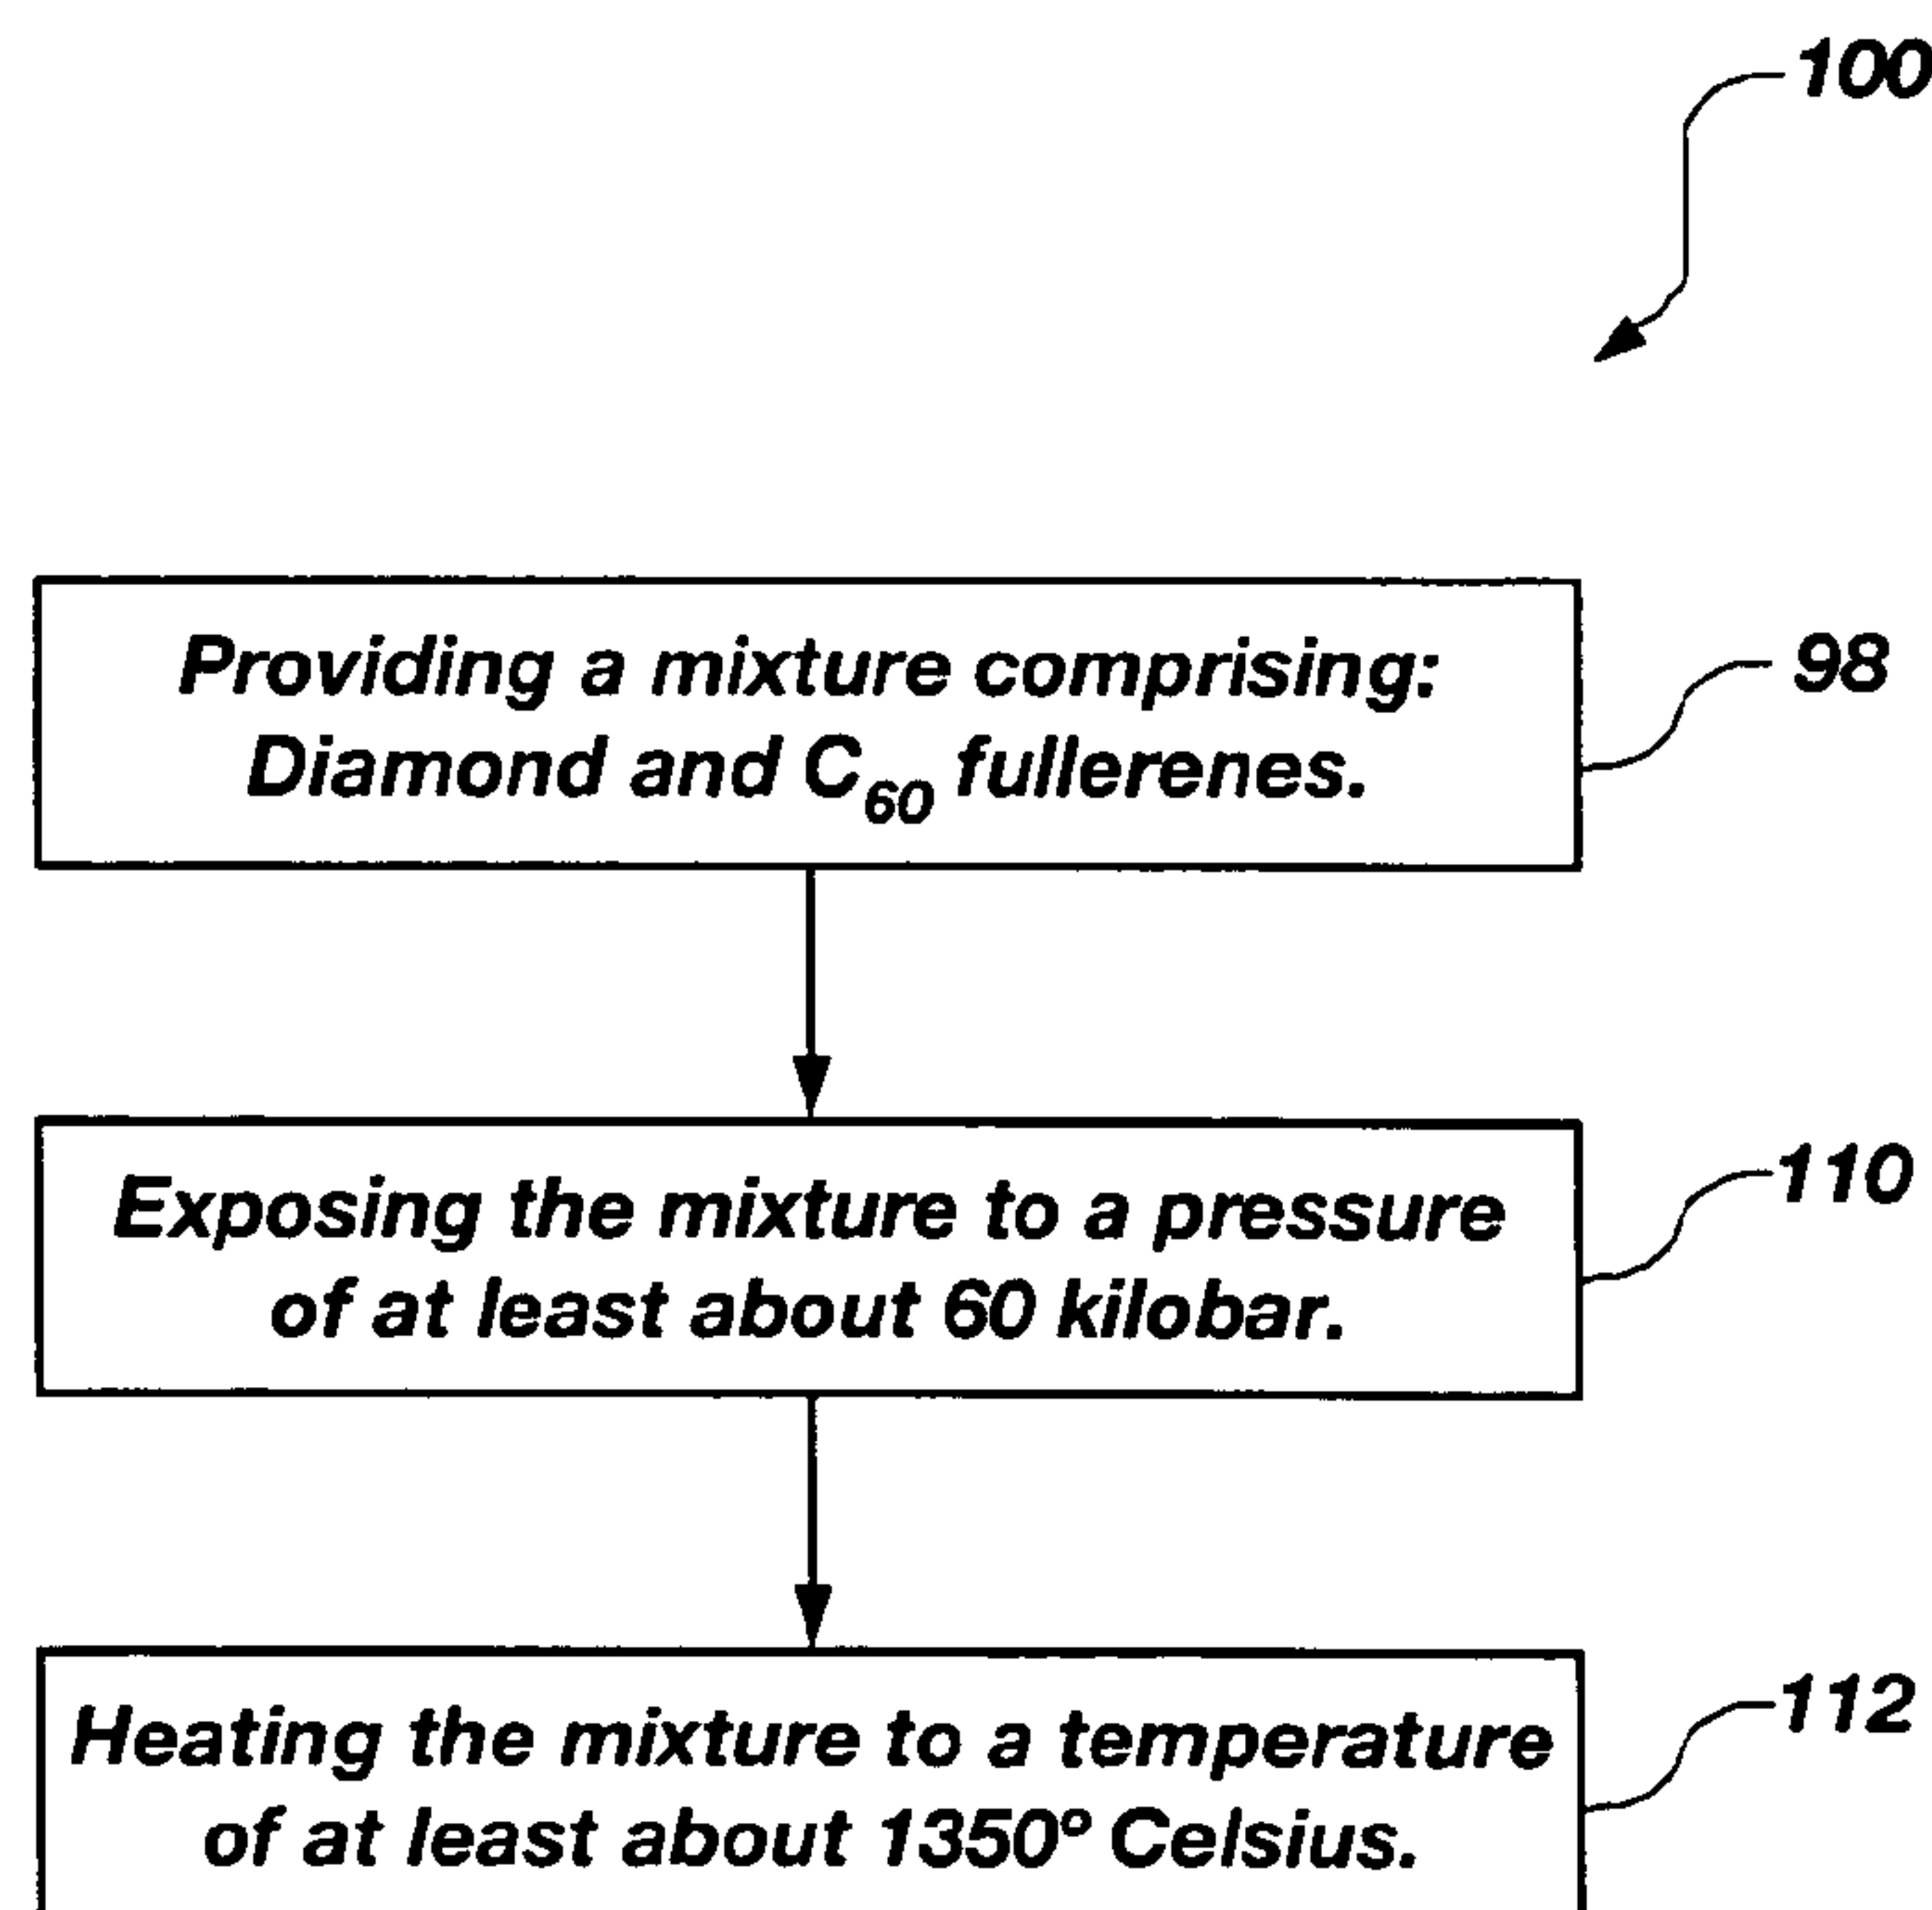 100
Providing a mixture comprising:
Diamond and C60 fullerenes.
98
Exposing the mixture to a pressure
of at least about 60 kilobar.
110
Heating the mixture to a temperature
of at least about 1350º Celsius.
112